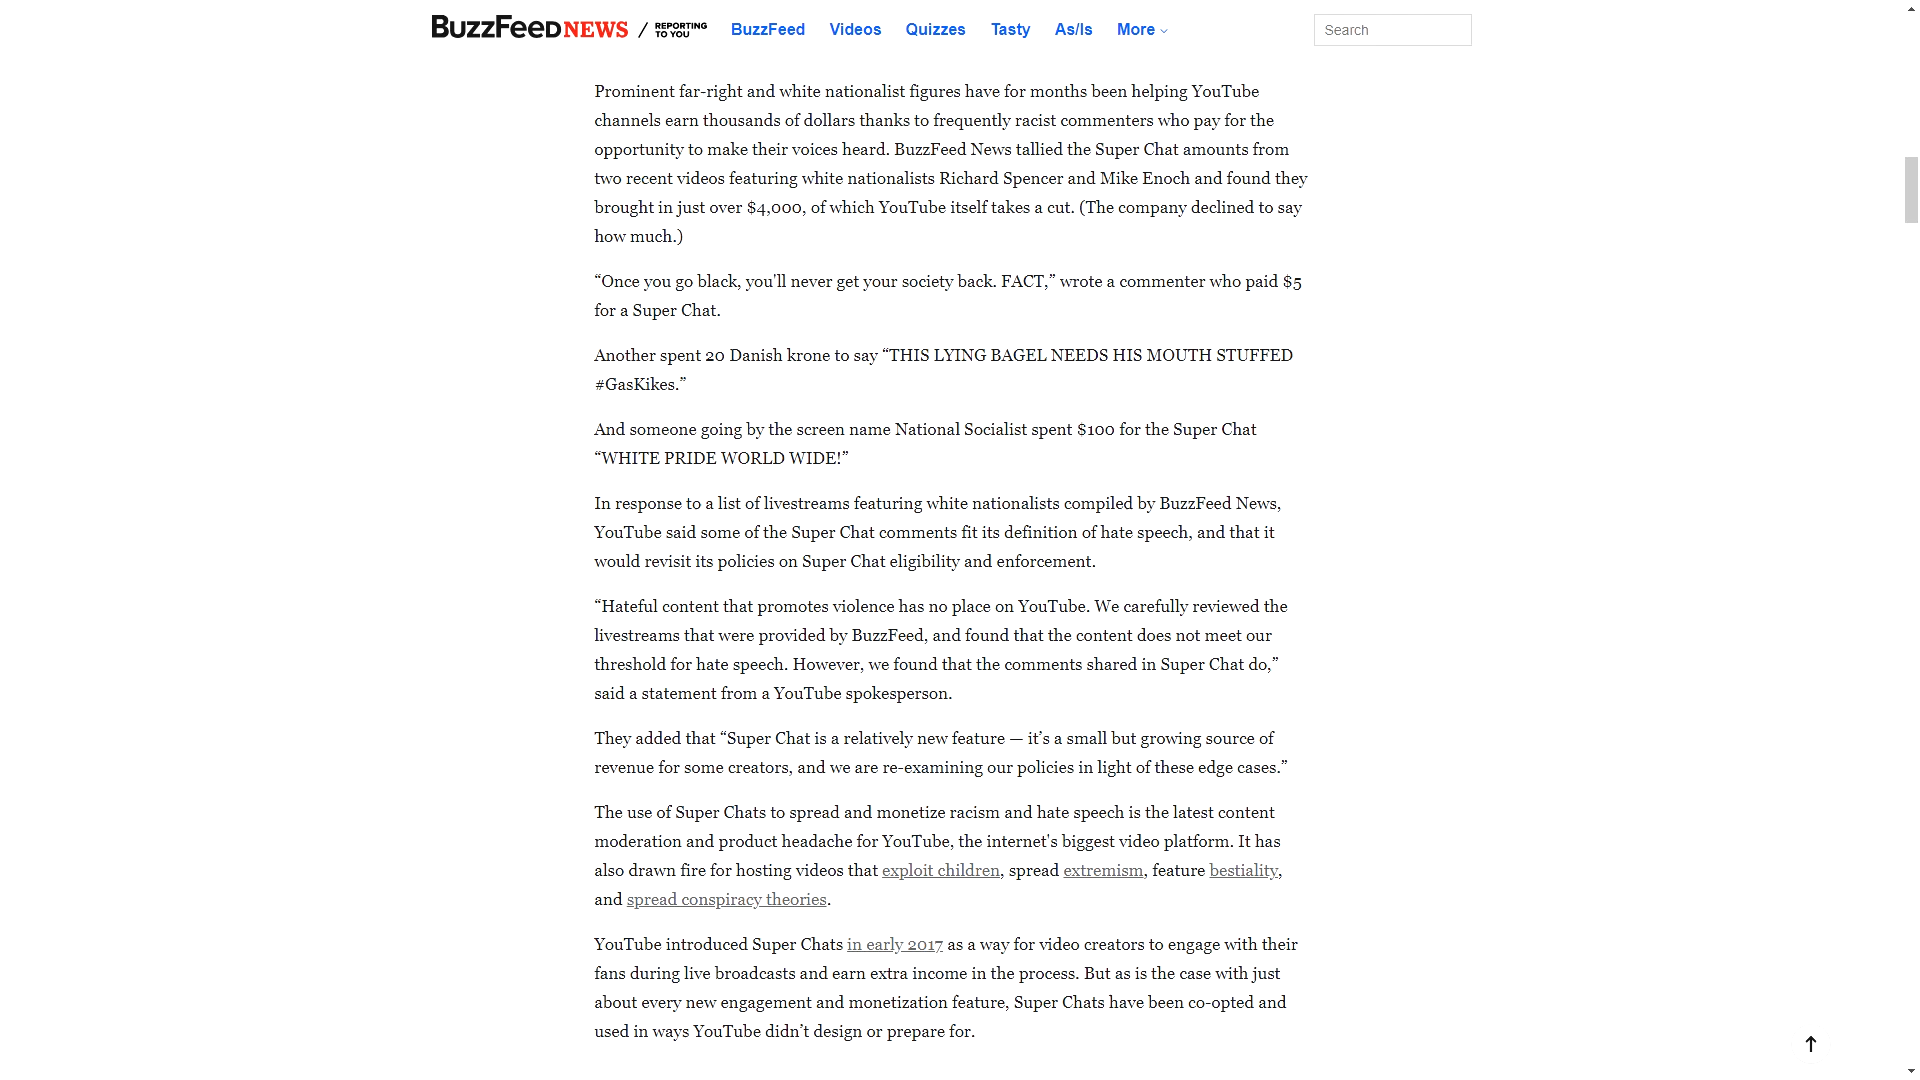 BuzzFeed NEWS / REPORTING TO YOU BuzzFeed Videos Quizzes Tasty As/Is More Search
Prominent far-right and white nationalist figures have for months been helping YouTube
channels earn thousands of dollars thanks to frequently racist commenters who pay for the
opportunity to make their voices heard. BuzzFeed News tallied the Super Chat amounts from
two recent videos featuring white nationalists Richard Spencer and Mike Enoch and found they
brought in just over $4,000, of which YouTube itself takes a cut. (The company declined to say
how much.)
“Once you go black, you'll never get your society back. FACT,” wrote a commenter who paid $5
for a Super Chat.
Another spent 20 Danish krone to say “THIS LYING BAGEL NEEDS HIS MOUTH STUFFED
#GasKikes.”
And someone going by the screen name National Socialist spent $100 for the Super Chat
“WHITE PRIDE WORLD WIDE!”
In response to a list of livestreams featuring white nationalists compiled by BuzzFeed News,
YouTube said some of the Super Chat comments fit its definition of hate speech, and that it
would revisit its policies on Super Chat eligibility and enforcement.
“Hateful content that promotes violence has no place on YouTube. We carefully reviewed the
livestreams that were provided by BuzzFeed, and found that the content does not meet our
threshold for hate speech. However, we found that the comments shared in Super Chat do,”
said a statement from a YouTube spokesperson.
They added that “Super Chat is a relatively new feature — it’s a small but growing source of
revenue for some creators, and we are re-examining our policies in light of these edge cases.”
The use of Super Chats to spread and monetize racism and hate speech is the latest content
moderation and product headache for YouTube, the internet's biggest video platform. It has
also drawn fire for hosting videos that exploit children, spread extremism, feature bestiality,
and spread conspiracy theories.
YouTube introduced Super Chats in early 2017 as a way for video creators to engage with their
fans during live broadcasts and earn extra income in the process. But as is the case with just
about every new engagement and monetization feature, Super Chats have been co-opted and
used in ways YouTube didn’t design or prepare for.